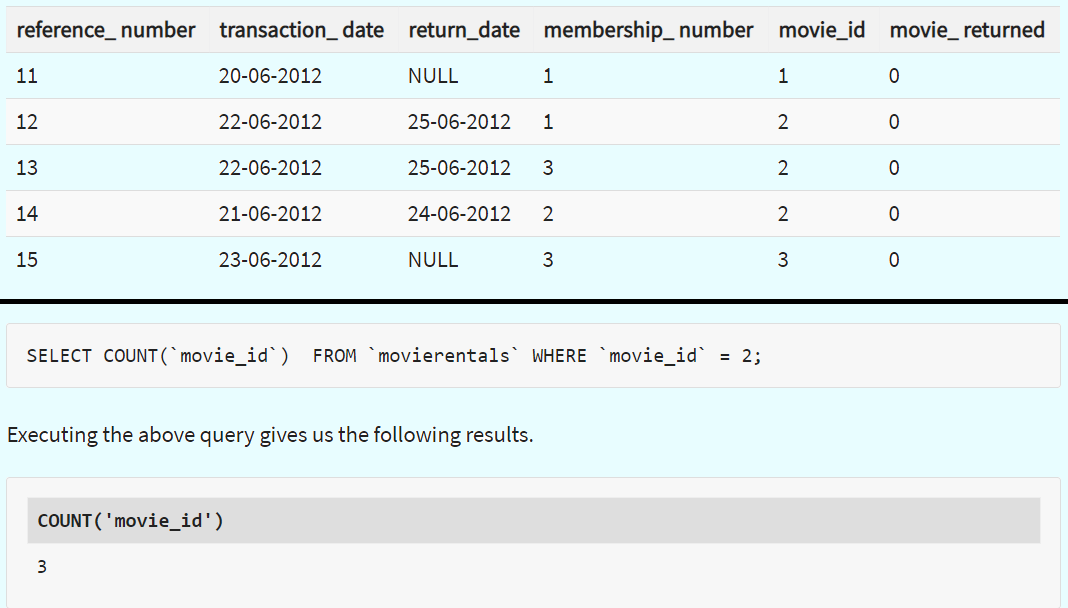 reference_ number transaction_ date return_date membership_ number movie_id movie_ returned
11 20-06-2012 NULL 1 1 0
12 22-06-2012 25-06-2012 1 2 0
13 22-06-2012 25-06-2012 3 2 0
14 21-06-2012 24-06-2012 2 2 0
15 23-06-2012 NULL 3 3 0
SELECT COUNT(`movie_id`)  FROM `movierentals` WHERE `movie_id` = 2;
Executing the above query gives us the following results.
COUNT('movie_id')
3